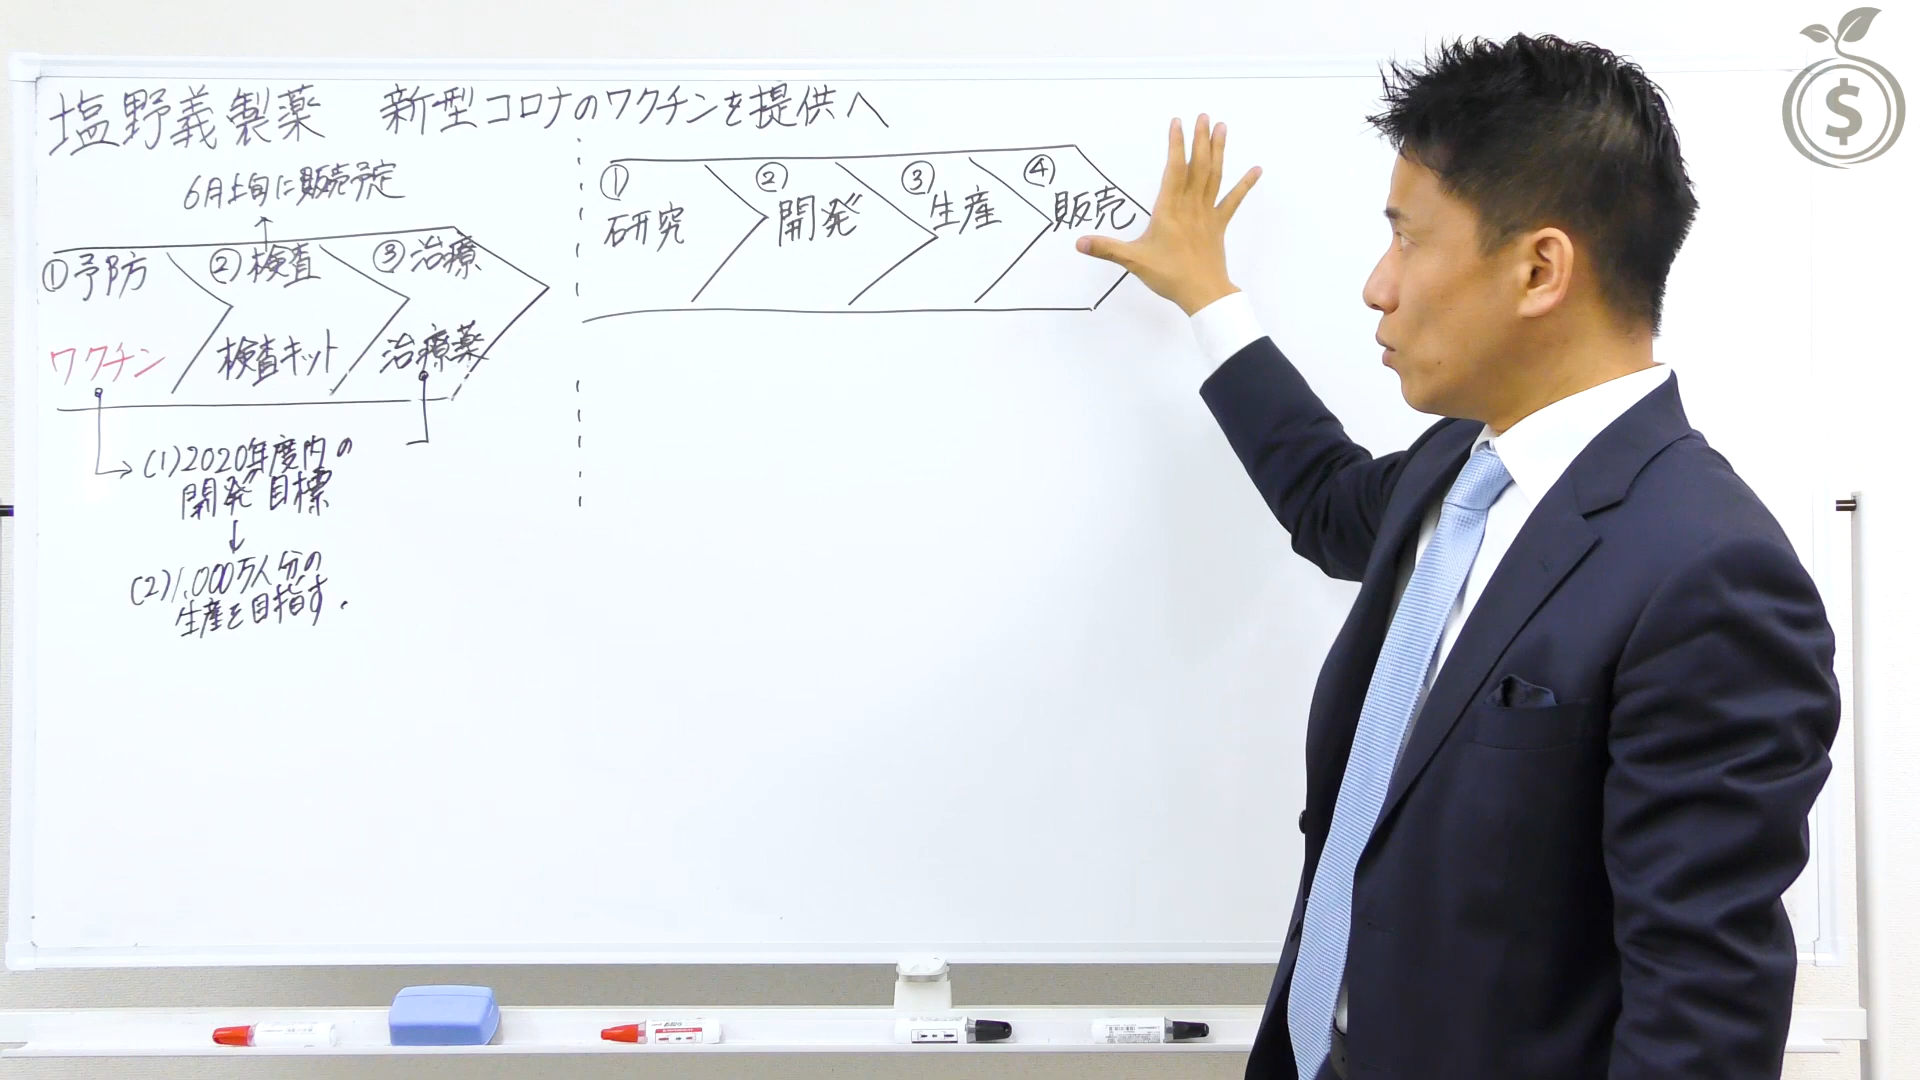 塩野義製薬 新型コロナのワクチンを提供へ
6月上旬に販売予定
①予防 ②検査 ③治療
ワクチン 検査キット 治療薬
(1)2020年度内の
開発目標
↓
(2)1,000万人分の
生産を目指す.
① ② ③ ④
研究 開発 生産 販売
$